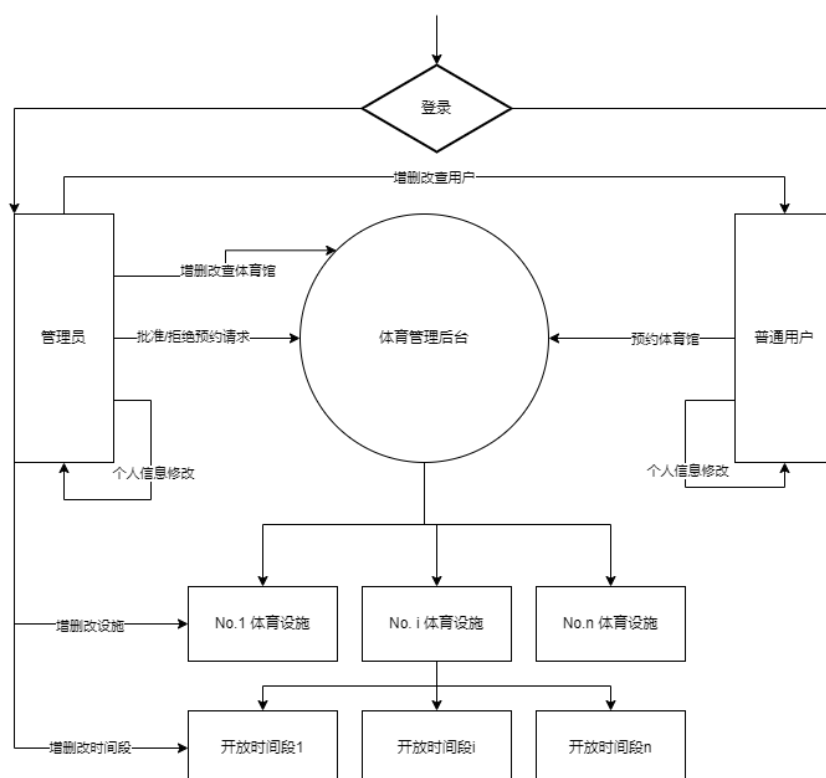 登录
增删改查用户
增删改查体育馆
管理员
批准/拒绝预约请求
体育管理后台
预约体育馆
普通用户
个人信息修改
个人信息修改
增删改设施
No.1 体育设施
No. i 体育设施
No.n 体育设施
增删改时间段
开放时间段1
开放时间段i
开放时间段n